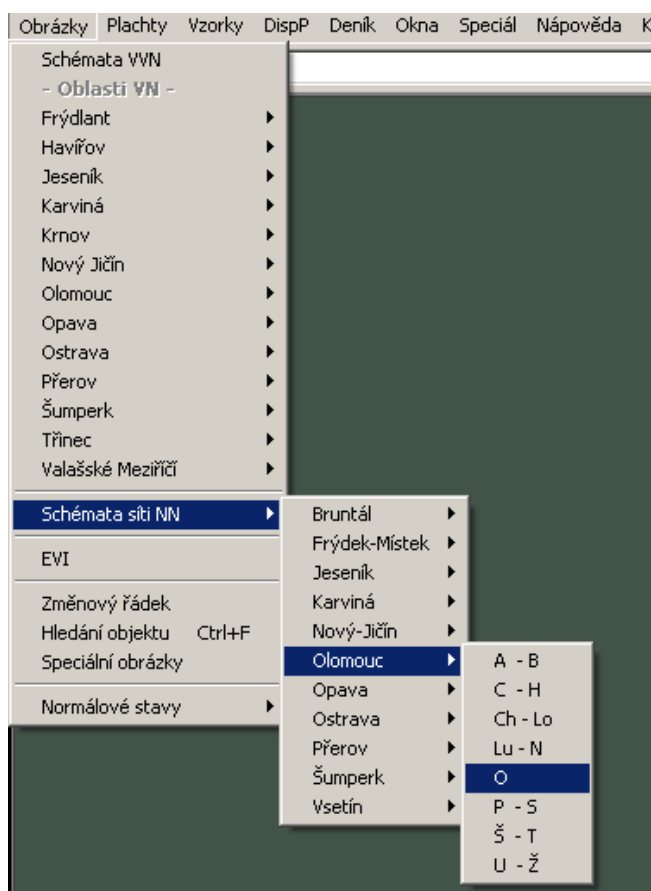 Obrázky Plachty Vzorky DispP Deník Okna Speciál Nápověda K
Schémata VVN
- Oblasti VN -
Frýdlant
Havířov
Jeseník
Karviná
Krnov
Nový Jičín
Olomouc
Opava
Ostrava
Přerov
Šumperk
Třinec
Valašské Meziříčí
Schémata síti NN
EVI
Změnový řádek
Hledání objektu Ctrl+F
Speciální obrázky
Normálové stavy
Bruntál
Frýdek-Místek
Jeseník
Karviná
Nový-Jičín
Olomouc
Opava
Ostrava
Přerov
Šumperk
Vsetín
A - B
C - H
Ch - Lo
Lu - N
O
P - S
Š - T
U - Ž